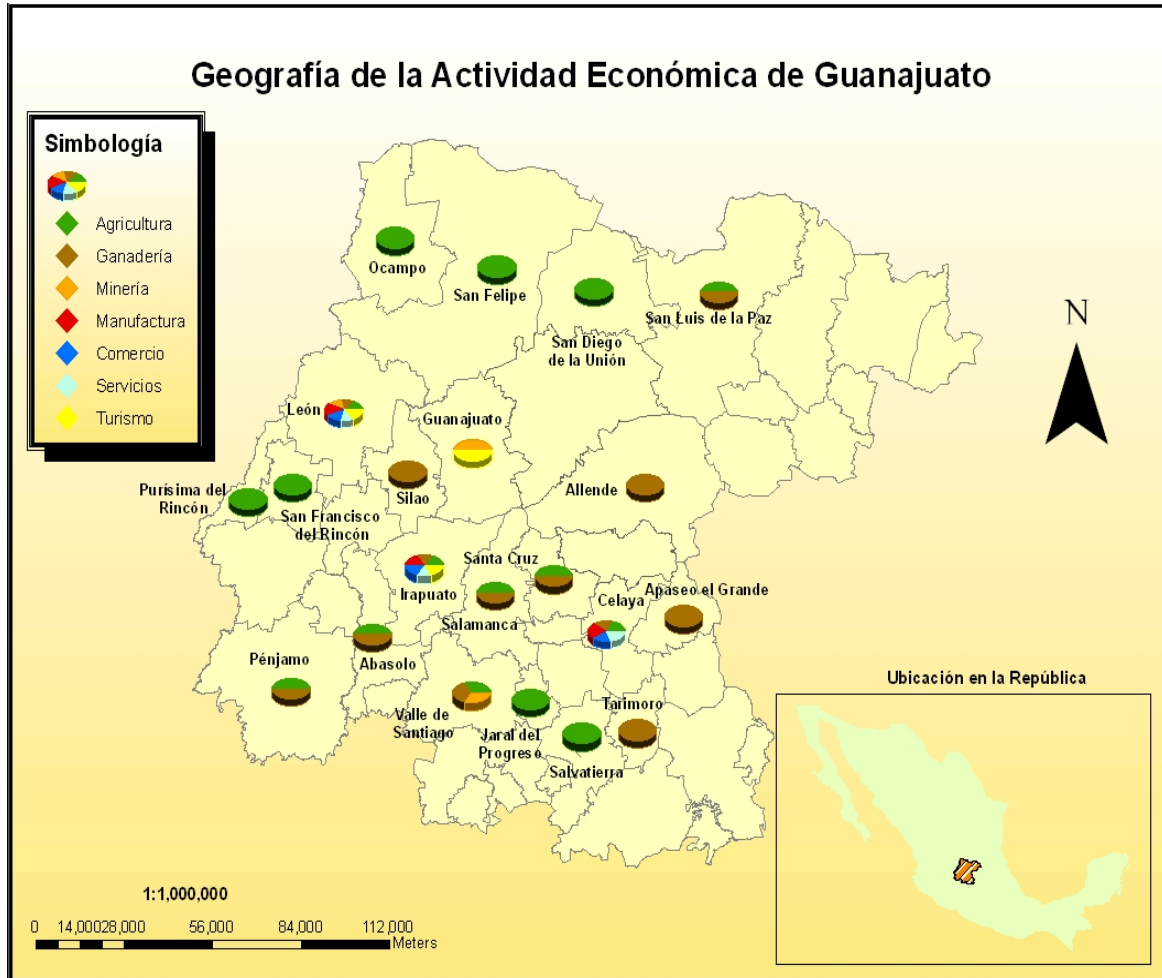 Geografía de la Actividad Económica de Guanajuato
Simbología
Agricultura
Ganadería
Minería
Manufactura
Comercio
Servicios
Turismo
Ocampo
San Felipe
San Diego
de la Unión
San Luis de la Paz
León
Guanajuato
Silao
Purísima del
Rincón
San Francisco
del Rincón
Allende
Irapuato
Santa Cruz
Salamanca
Celaya
Apaseo el Grande
Abasolo
Pénjamo
Valle de
Santiago
Jaral del
Progreso
Salvatierra
Tarimoro
N
Ubicación en la República
1:1,000,000
0 14,00028,000 56,000 84,000 112,000
Meters